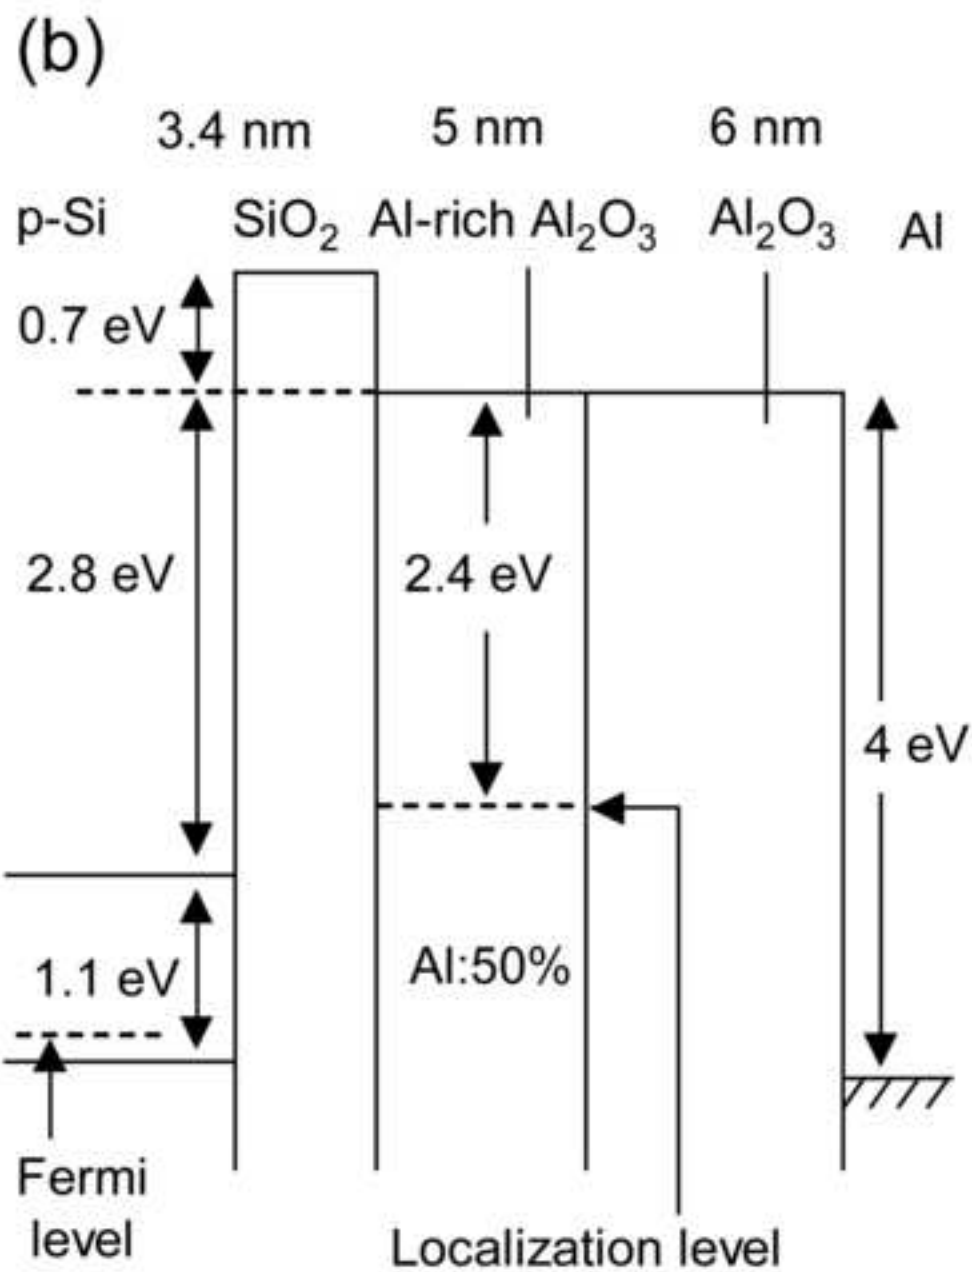 (b)
3.4 nm 5 nm 6 nm
p-Si SiO₂ Al-rich Al₂O₃ Al₂O₃ Al
0.7 eV
2.8 eV 2.4 eV
4 eV
1.1 eV Al:50%
Fermi
level
Localization level